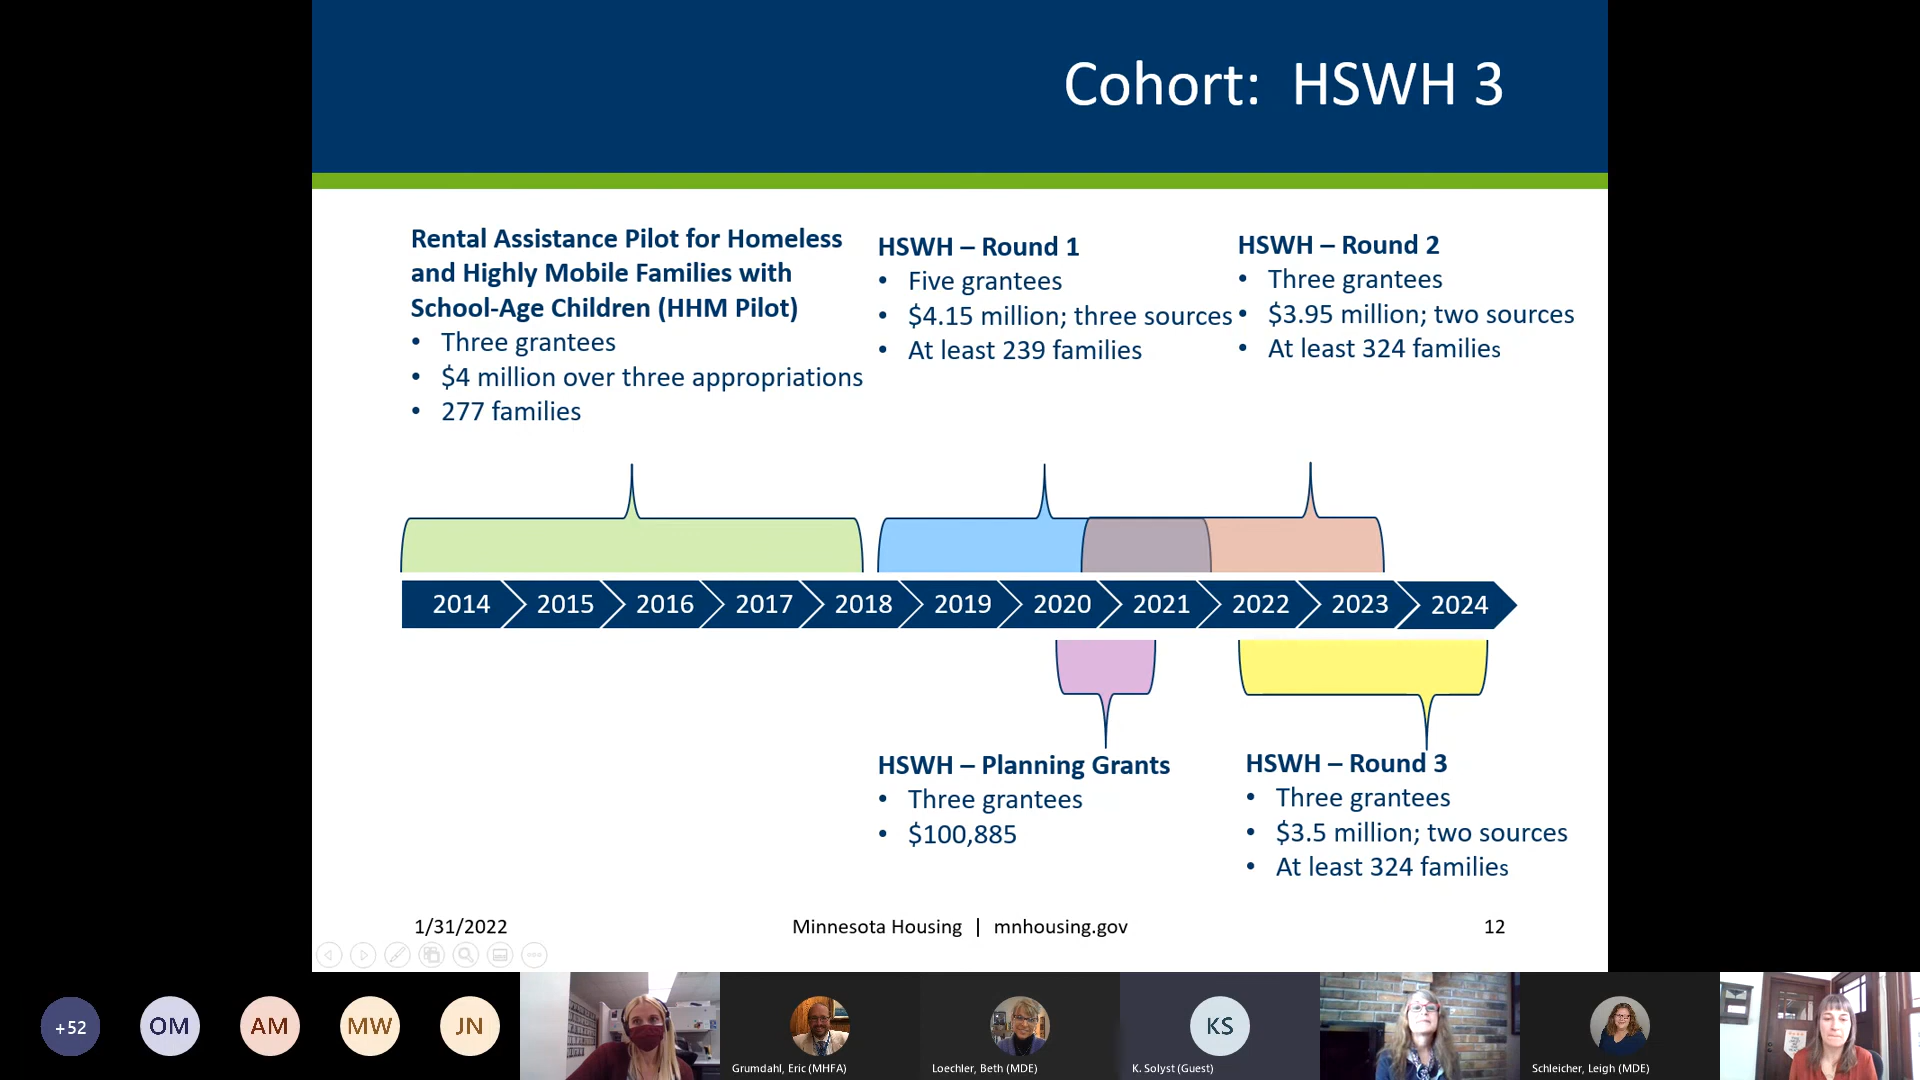 Cohort:  HSWH 3
Rental Assistance Pilot for Homeless
and Highly Mobile Families with
School-Age Children (HHM Pilot)
• Three grantees
• $4 million over three appropriations
• 277 families
HSWH – Round 1
• Five grantees
• $4.15 million; three sources
• At least 239 families
HSWH – Round 2
• Three grantees
• $3.95 million; two sources
• At least 324 families
2014 2015 2016 2017 2018 2019 2020 2021 2022 2023 2024
HSWH – Planning Grants
• Three grantees
• $100,885
HSWH – Round 3
• Three grantees
• $3.5 million; two sources
• At least 324 families
1/31/2022
Minnesota Housing | mnhousing.gov
12
+52
OM
AM
MW
JN
Grumdahl, Eric (MHFA)
Loechler, Beth (MDE)
KS
K. Solyst (Guest)
Schleicher, Leigh (MDE)